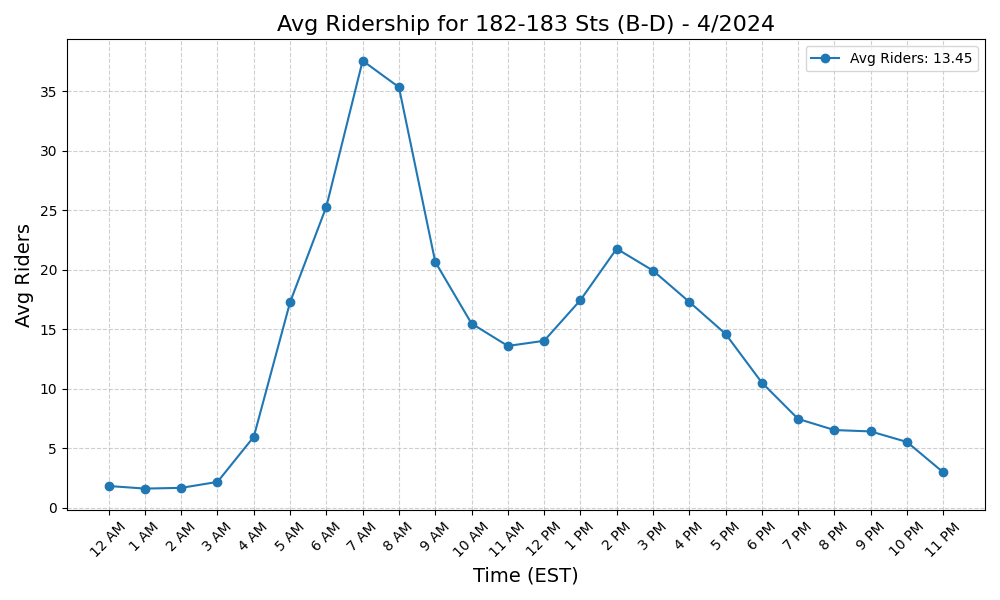 Avg Ridership for 182-183 Sts (B-D) - 4/2024
Avg Riders: 13.45
Avg Riders
35
30
25
20
15
10
5
0
12 AM
1 AM
2 AM
3 AM
4 AM
5 AM
6 AM
7 AM
8 AM
9 AM
10 AM
11 AM
12 PM
1 PM
2 PM
3 PM
4 PM
5 PM
6 PM
7 PM
8 PM
9 PM
10 PM
11 PM
Time (EST)